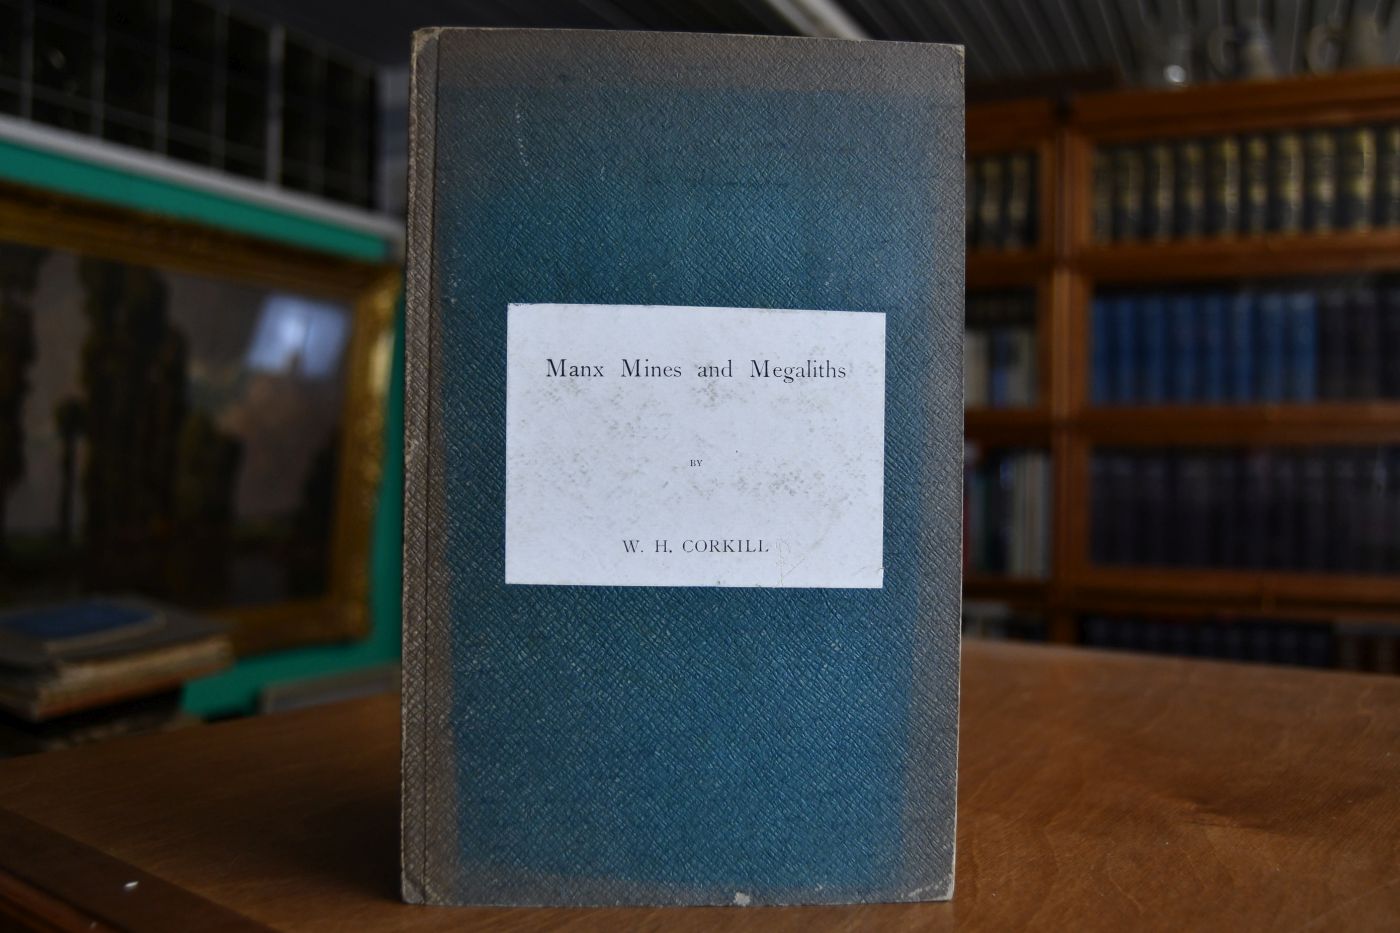 Manx Mines and Megaliths
BY
W. H. CORKILL